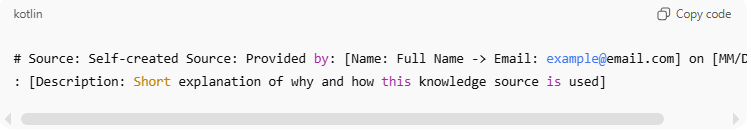 kotlin
Copy code
# Source: Self-created Source: Provided by: [Name: Full Name -> Email: example@email.com] on [MM/D
: [Description: Short explanation of why and how this knowledge source is used]